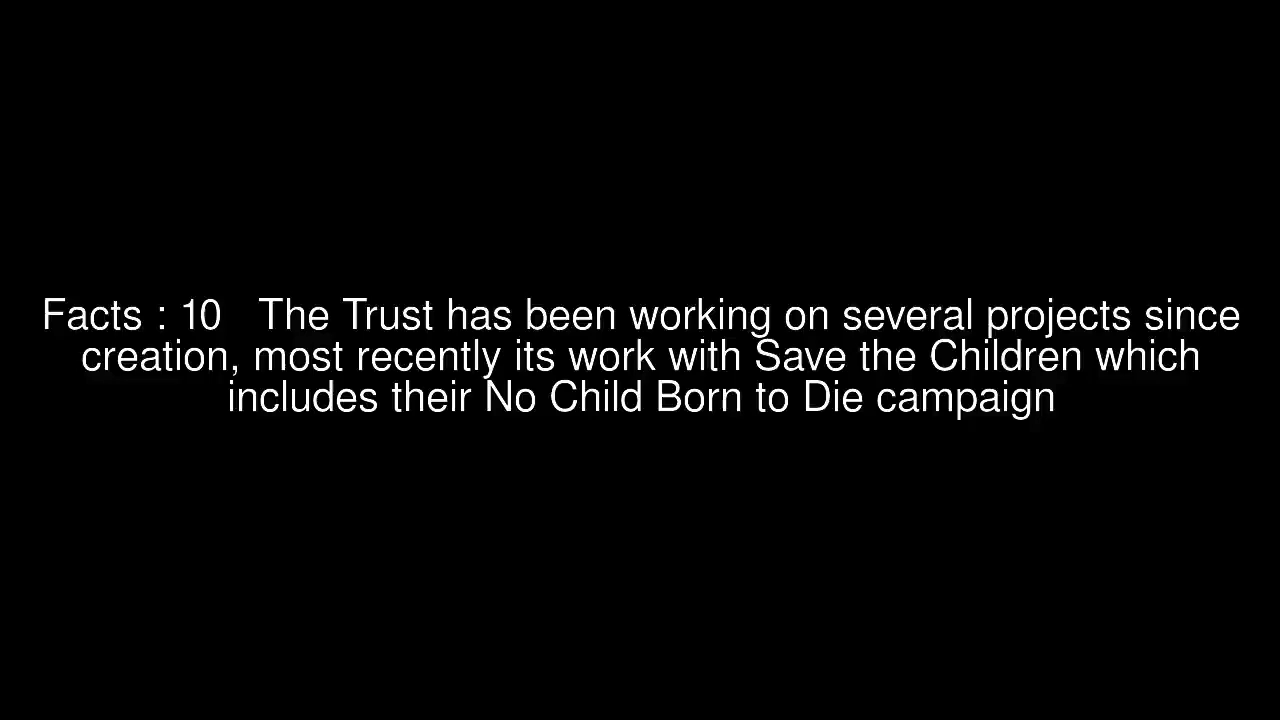 Facts : 10   The Trust has been working on several projects since
creation, most recently its work with Save the Children which
includes their No Child Born to Die campaign